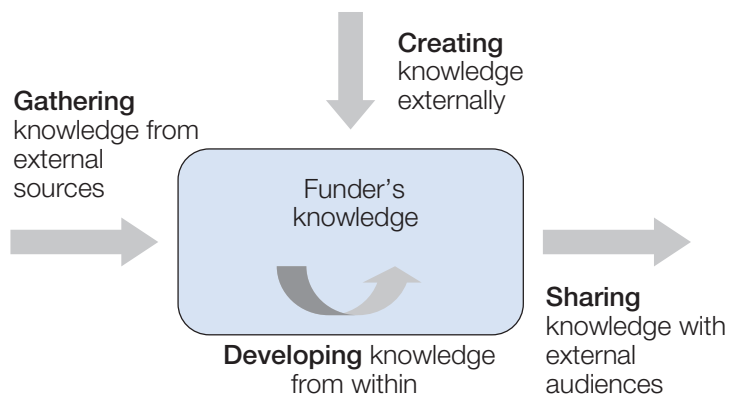 Creating
knowledge
externally
Gathering
knowledge from
external
sources
Funder’s
knowledge
Sharing
knowledge with
external
audiences
Developing knowledge
from within